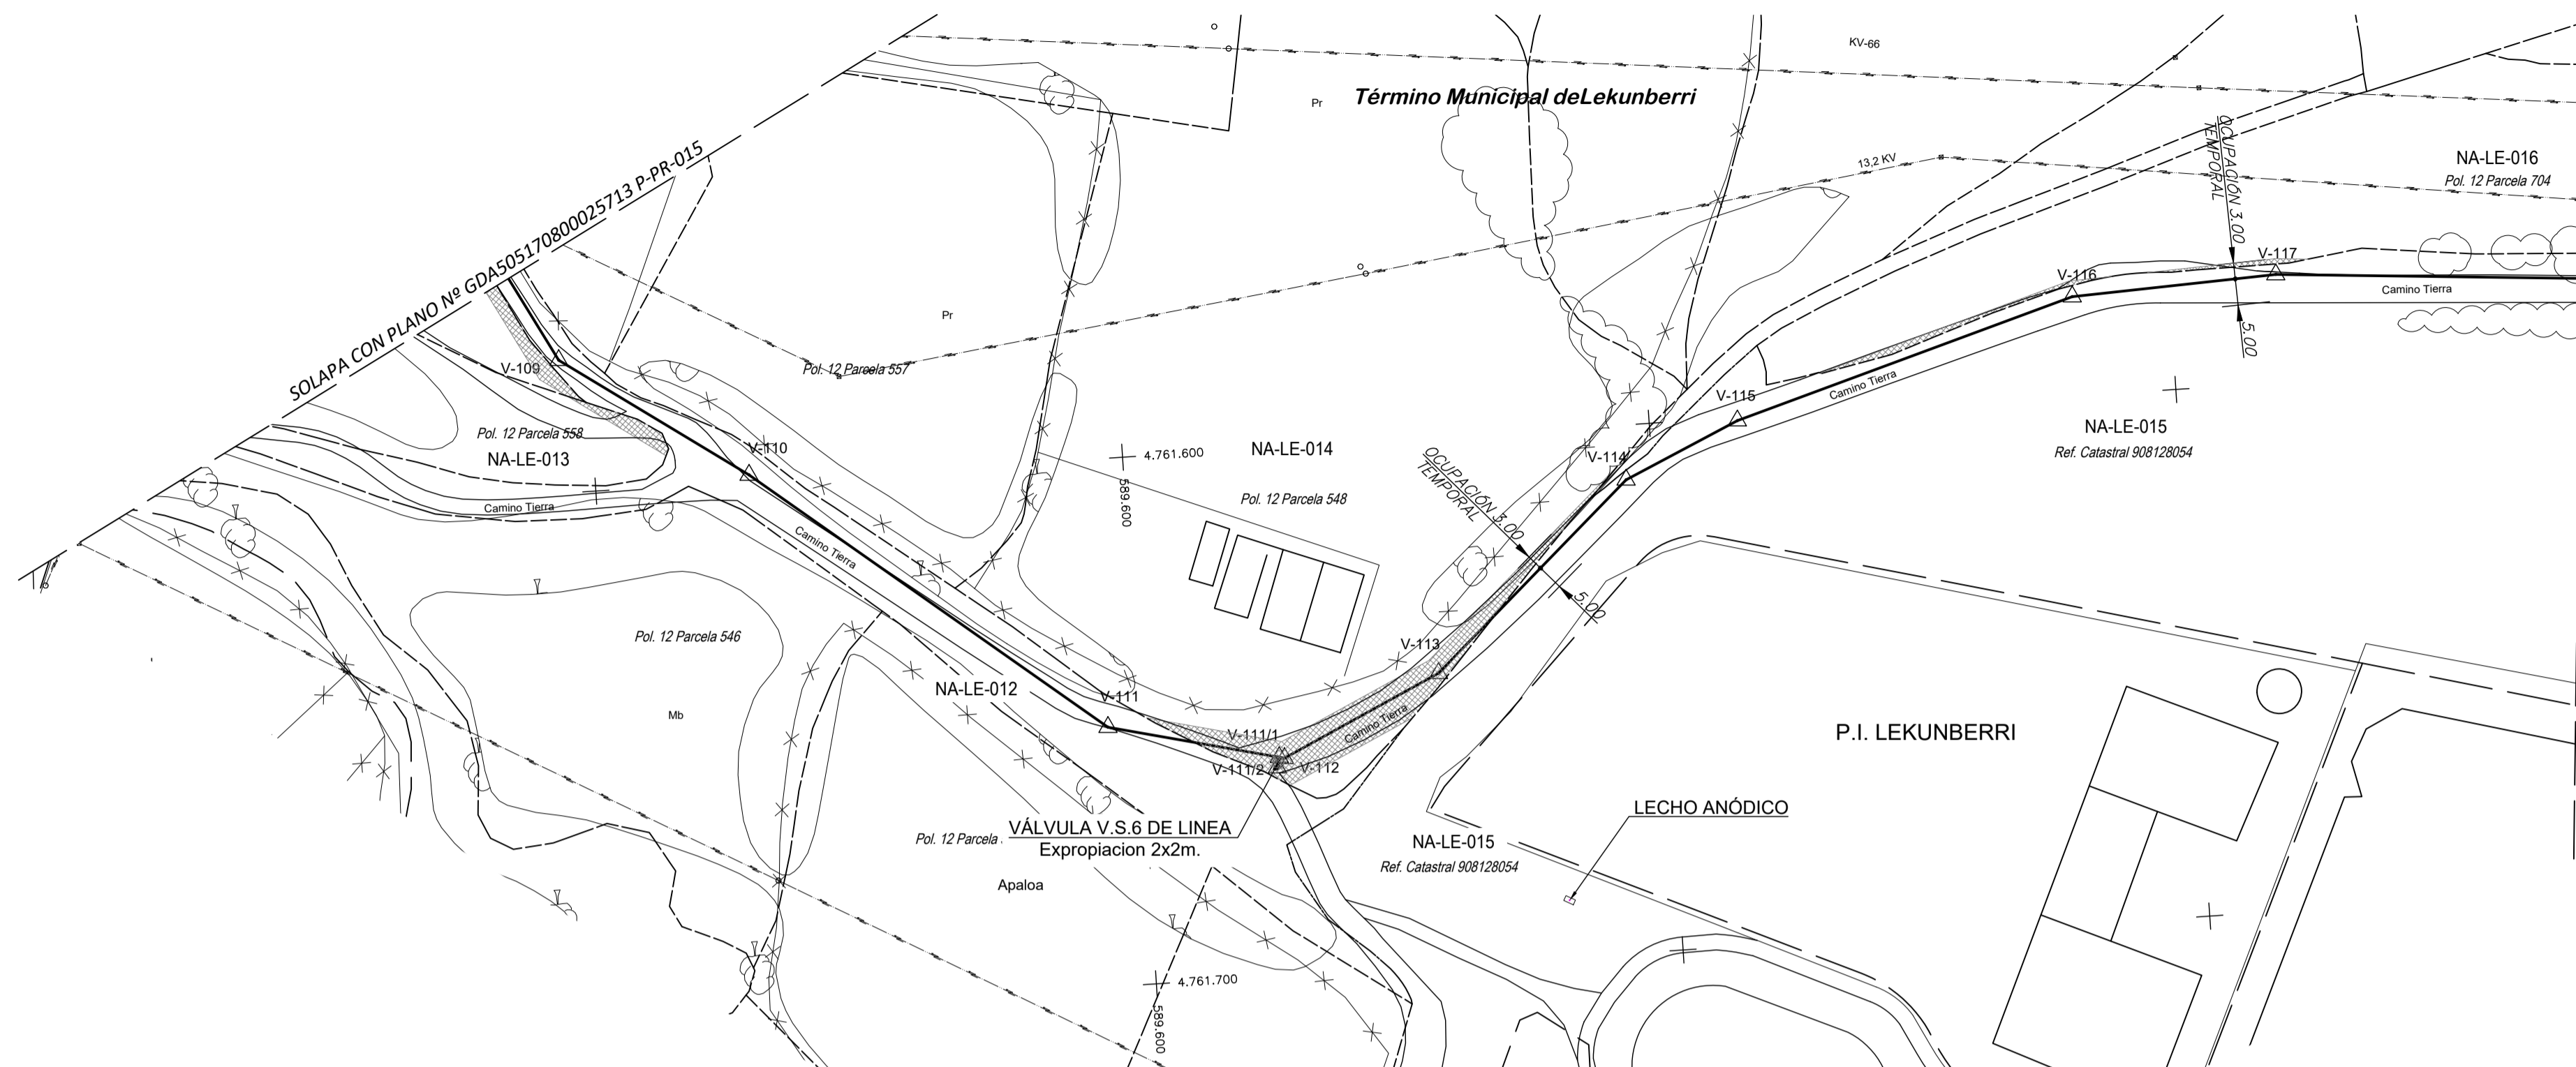 KV-66
Término Municipal deLekunberri
Pr
SOLAPA CON PLANO Nº GDA505170800025713 P-PR-015
13,2 KV
OCUPACIÓN 3.00
TEMPORAL
5.00
NA-LE-016
Pol. 12 Parcela 704
V-117
V-116
Camino Tierra
Pr
Pol. 12 Parcela 557
V-109
V-115
Camino Tierra
NA-LE-015
Ref. Catastral 908128054
Pol. 12 Parcela 558
NA-LE-013
V-110
4.761.600
589.600
NA-LE-014
Pol. 12 Parcela 548
V-114
OCUPACIÓN 3.00
TEMPORAL
5.00
Camino Tierra
Camino Tierra
Pol. 12 Parcela 546
V-113
NA-LE-012
V-111
Mb
V-111/1
Camino Tierra
V-111/2
V-112
P.I. LEKUNBERRI
LECHO ANÓDICO
Pol. 12 Parcela
VÁLVULA V.S.6 DE LINEA
Expropiacion 2x2m.
NA-LE-015
Ref. Catastral 908128054
Apaloa
4.761.700
589.600